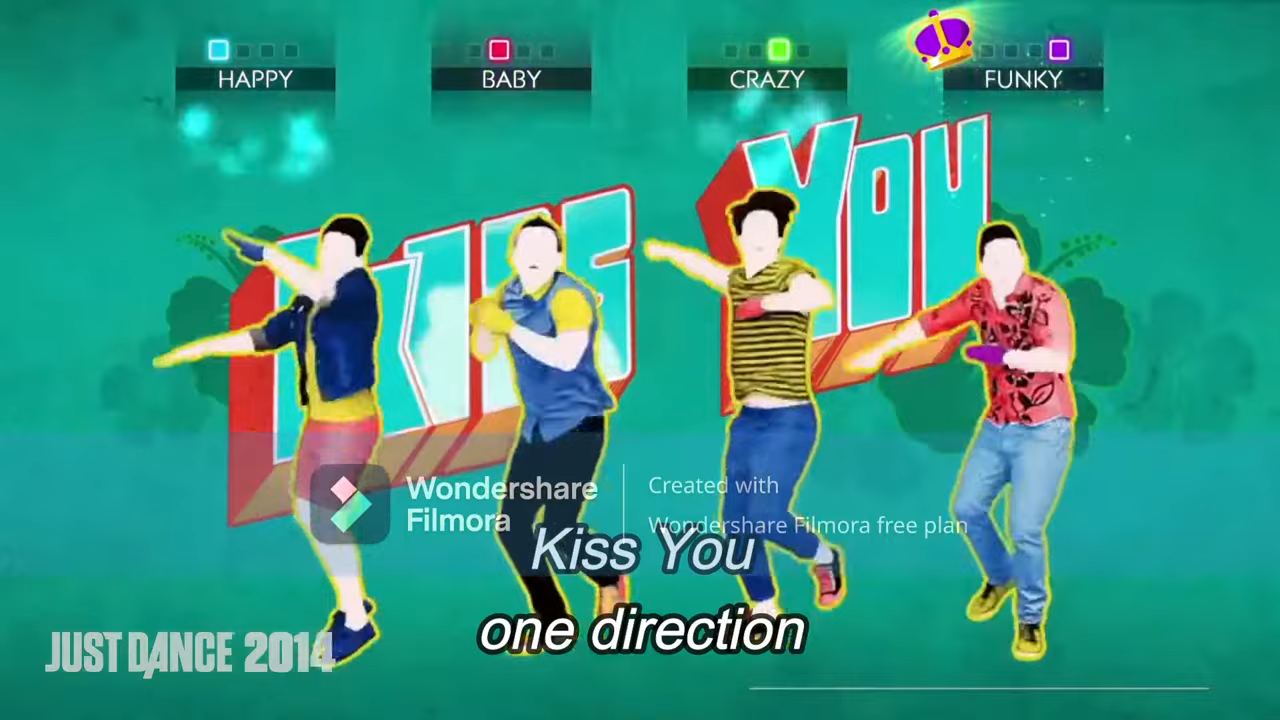 HAPPY
BABY
CRAZY
FUNKY
KISS YOU
Wondershare
Filmora
Created with
Wondershare Filmora free plan
Kiss You
one direction
JUST DANCE 2014